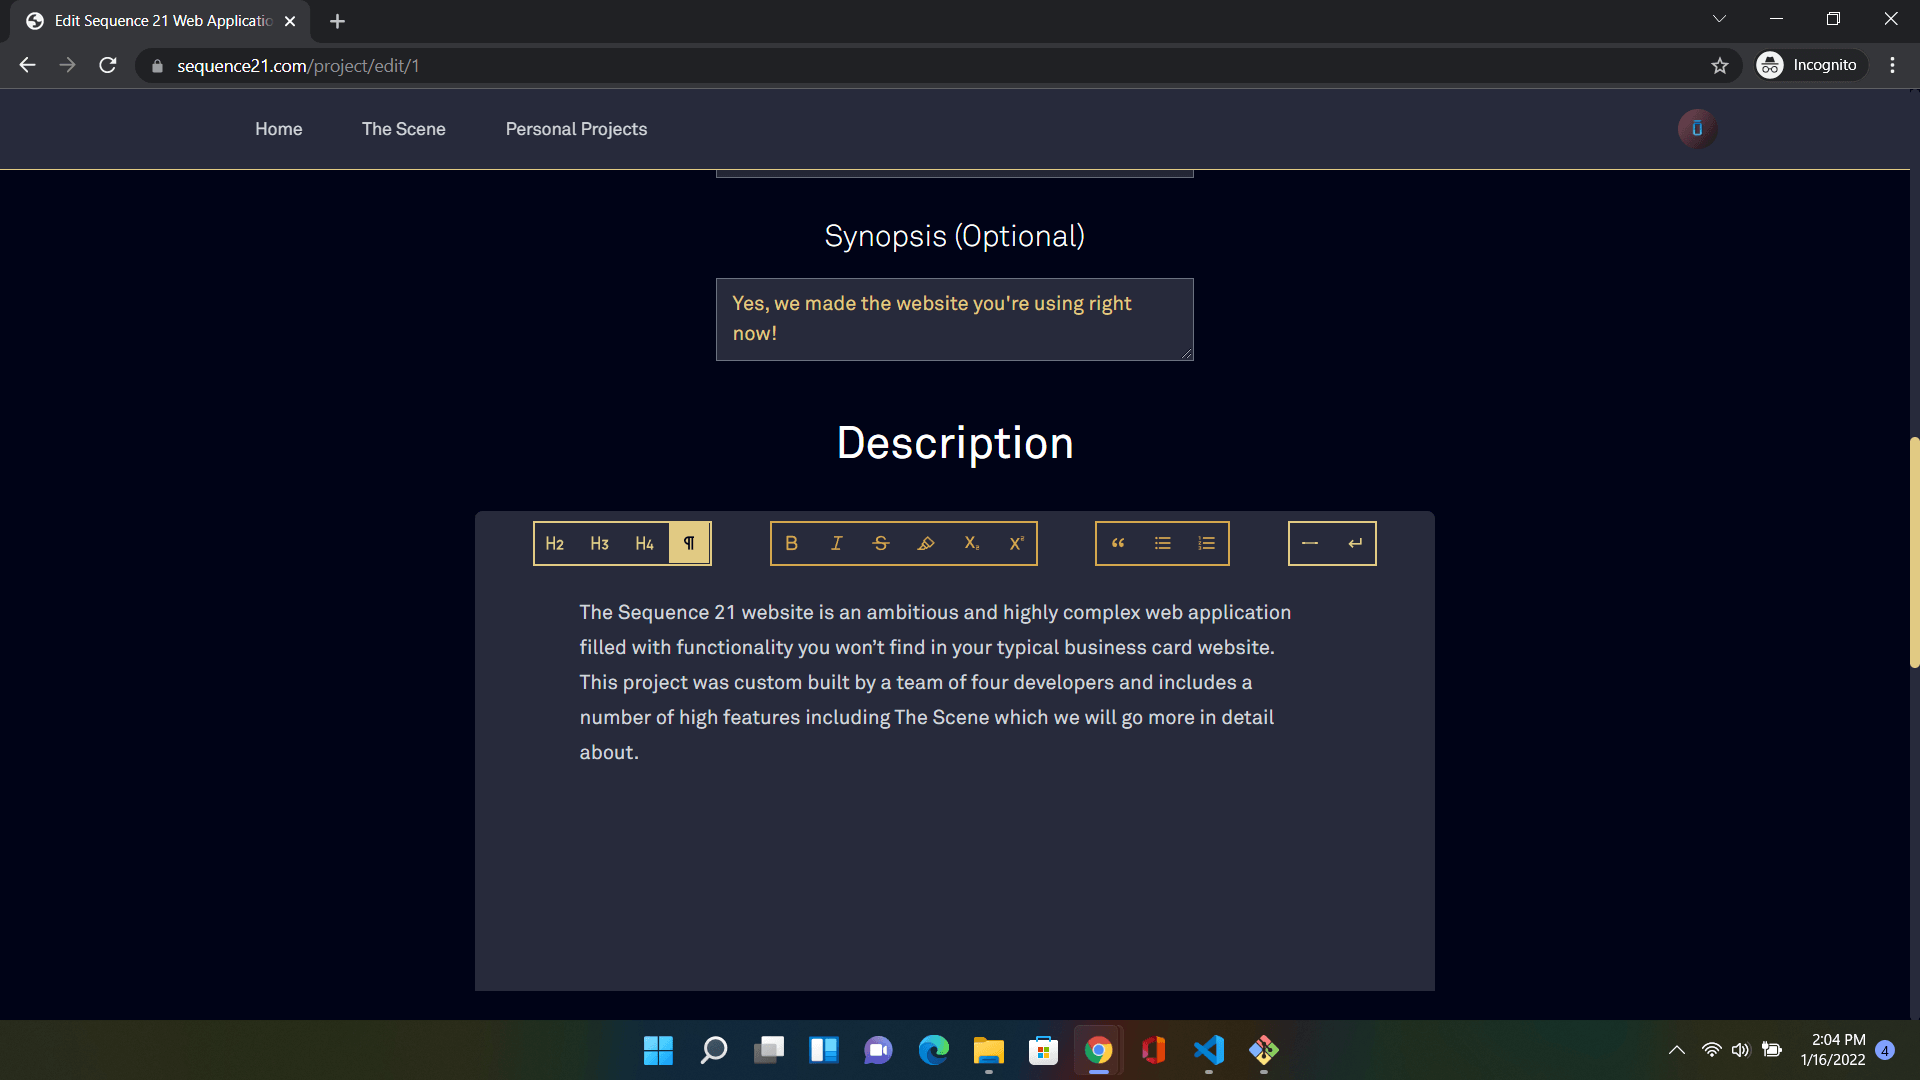 Edit Sequence 21 Web Applicatio
sequence21.com/project/edit/1
Incognito
Home
The Scene
Personal Projects
Synopsis (Optional)
Yes, we made the website you're using right
now!
Description
H2 H3 H4 ¶ B I S X₂ X² “
The Sequence 21 website is an ambitious and highly complex web application
filled with functionality you won’t find in your typical business card website.
This project was custom built by a team of four developers and includes a
number of high features including The Scene which we will go more in detail
about.
2:04 PM
1/16/2022
4